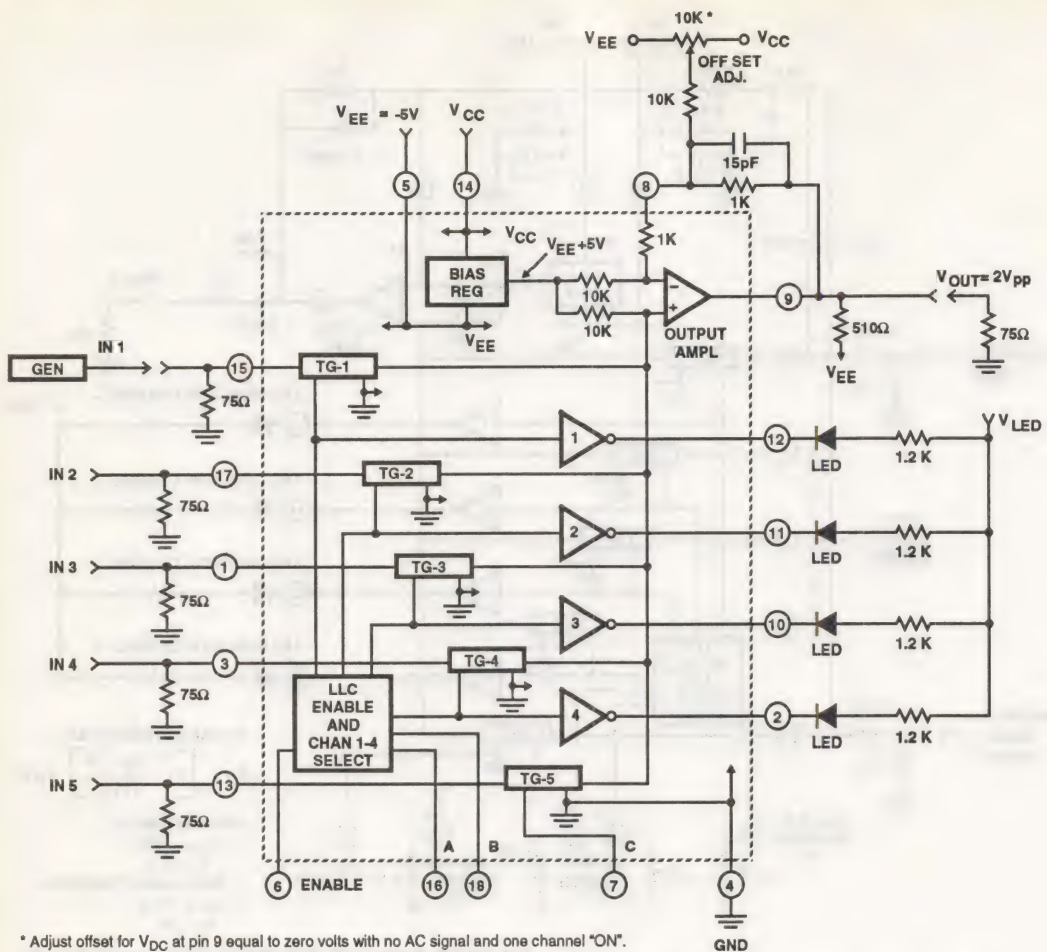 10K *
V EE
V CC
OFF SET
ADJ.
10K
V EE = -5V
V CC
15pF
5
14
8
1K
V CC
V EE +5V
1K
BIAS
REG
10K
10K
−
+
9
V OUT = 2Vpp
V EE
OUTPUT
AMPL
510Ω
75Ω
V EE
GEN
IN 1
15
TG-1
75Ω
V LED
1
12
LED
1.2 K
IN 2
17
TG-2
75Ω
2
11
LED
1.2 K
IN 3
1
TG-3
75Ω
3
10
LED
1.2 K
IN 4
3
TG-4
75Ω
LLC
ENABLE
AND
CHAN 1-4
SELECT
4
2
LED
1.2 K
IN 5
13
TG-5
75Ω
A
B
C
6
ENABLE
16
18
7
4
GND
* Adjust offset for VDC at pin 9 equal to zero volts with no AC signal and one channel "ON".